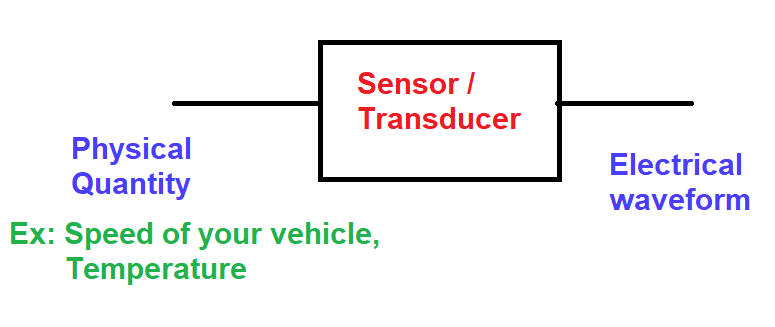 Sensor /
Transducer
Physical
Quantity
Electrical
waveform
Ex: Speed of your vehicle,
Temperature